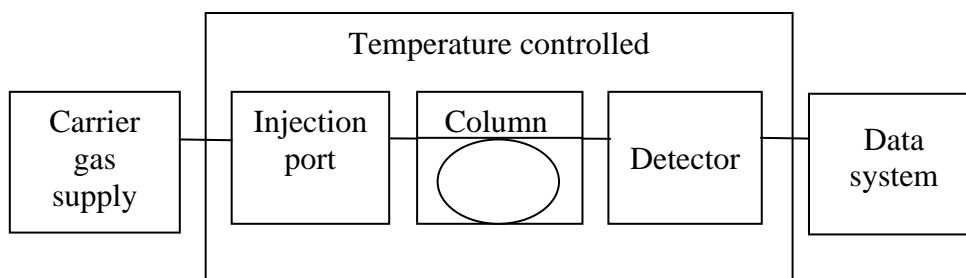 Temperature controlled
Carrier
gas
supply
Injection
port
Column
Detector
Data
system